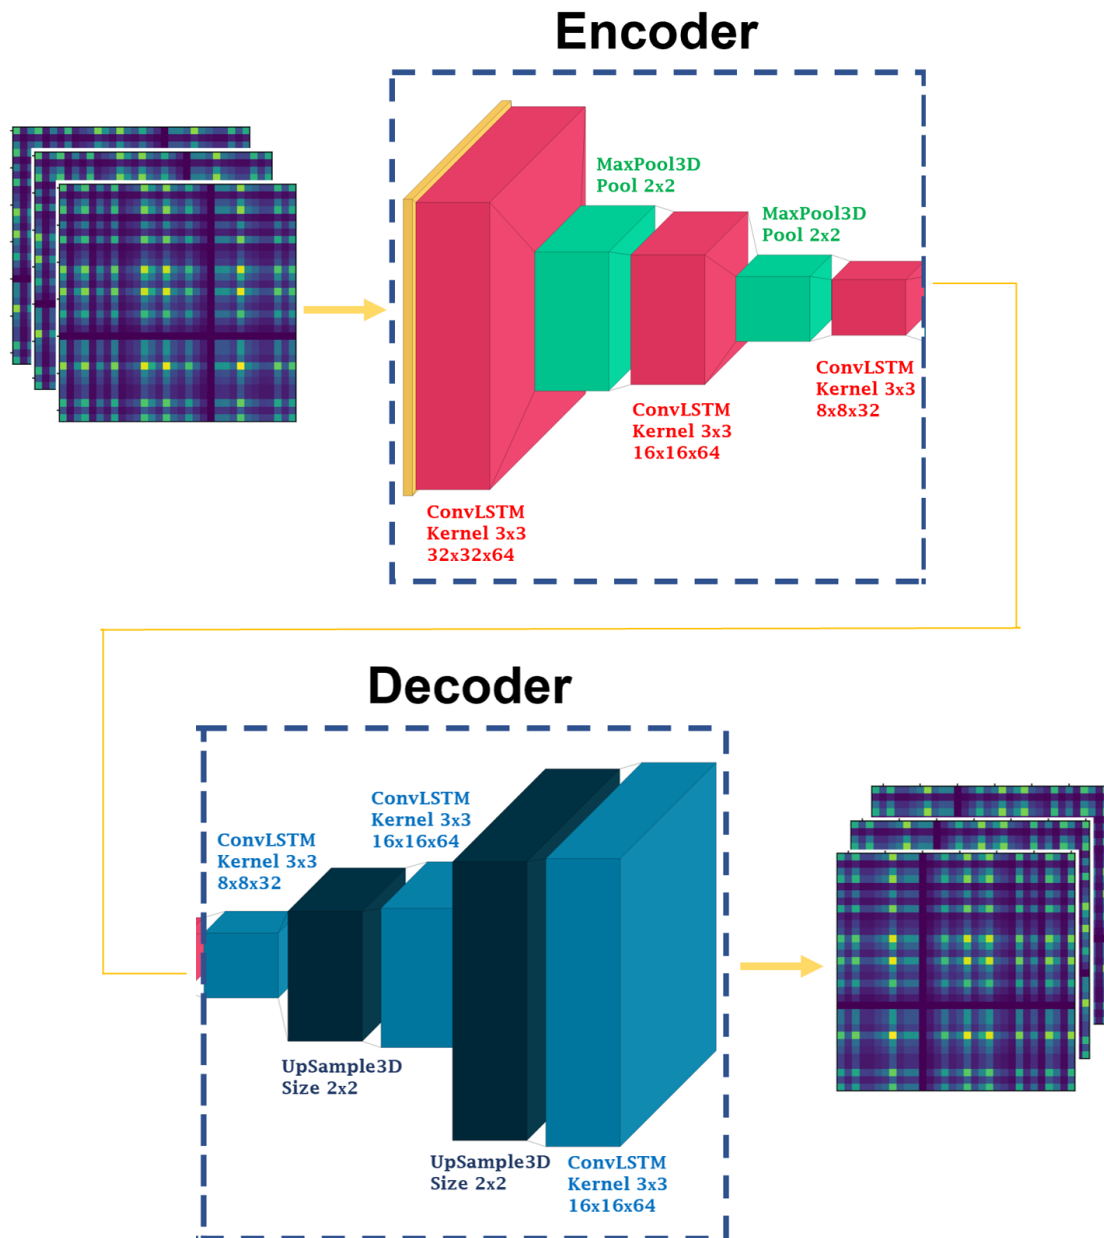 Encoder
MaxPool3D
Pool 2x2
MaxPool3D
Pool 2x2
ConvLSTM
Kernel 3x3
8x8x32
ConvLSTM
Kernel 3x3
16x16x64
ConvLSTM
Kernel 3x3
32x32x64
Decoder
ConvLSTM
Kernel 3x3
16x16x64
ConvLSTM
Kernel 3x3
8x8x32
UpSample3D
Size 2x2
UpSample3D
Size 2x2
ConvLSTM
Kernel 3x3
16x16x64